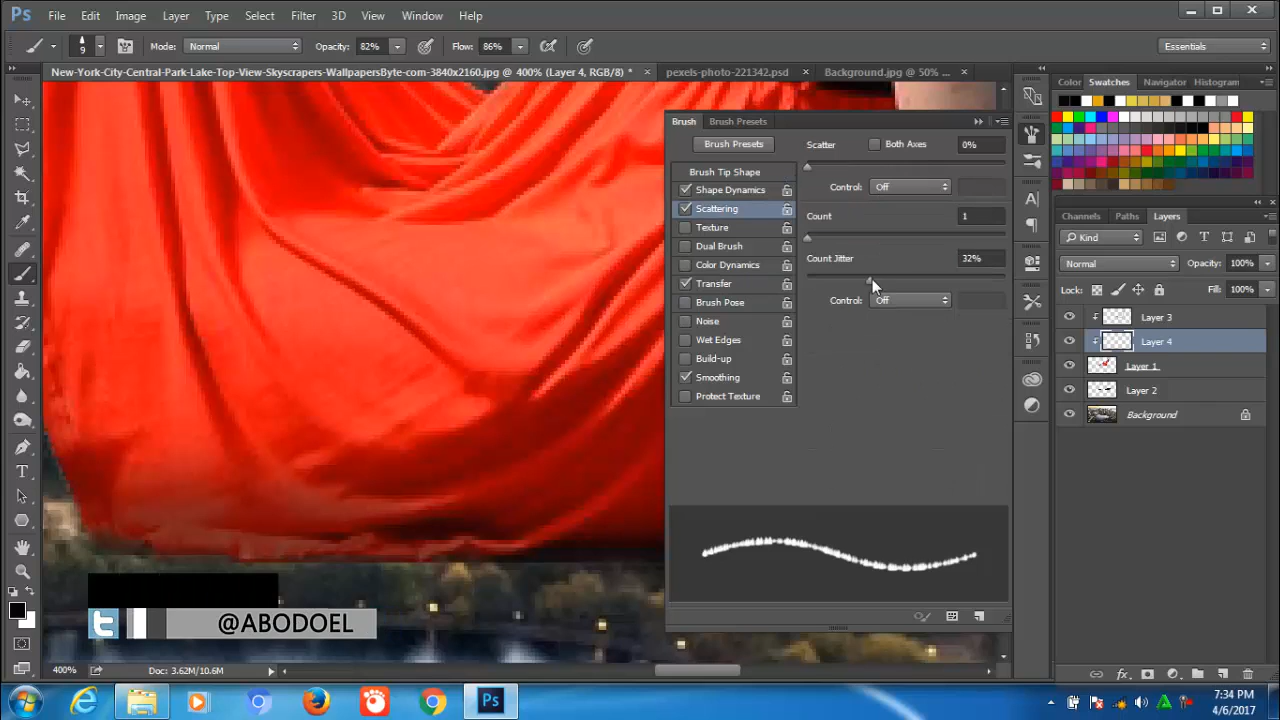 Ps File Edit Image Layer Type Select Filter 3D View Window Help
9 Mode: Normal Opacity: 82% Flow: 86% Essentials
New-York-City-Central-Park-Lake-Top-View-Skyscrapers-WallpapersByte-com-3840x2160.jpg @ 400% (Layer 4, RGB/8) * pexels-photo-221342.psd Background.jpg @ 50% ...
Color Swatches Navigator Histogram
Brush Brush Presets
Brush Presets Scatter Both Axes 0%
Brush Tip Shape
Shape Dynamics Control: Off
Scattering Count 1
Texture
Dual Brush
Color Dynamics Count Jitter 32%
Transfer
Brush Pose Control: Off
Noise
Wet Edges
Build-up
Smoothing
Protect Texture
Channels Paths Layers
Kind
Normal Opacity: 100%
Lock: Fill: 100%
Layer 3
Layer 4
Layer 1
Layer 2
Background
@ABODOEL
400% Doc: 3.62M/10.6M
Ps
7:34 PM
4/6/2017